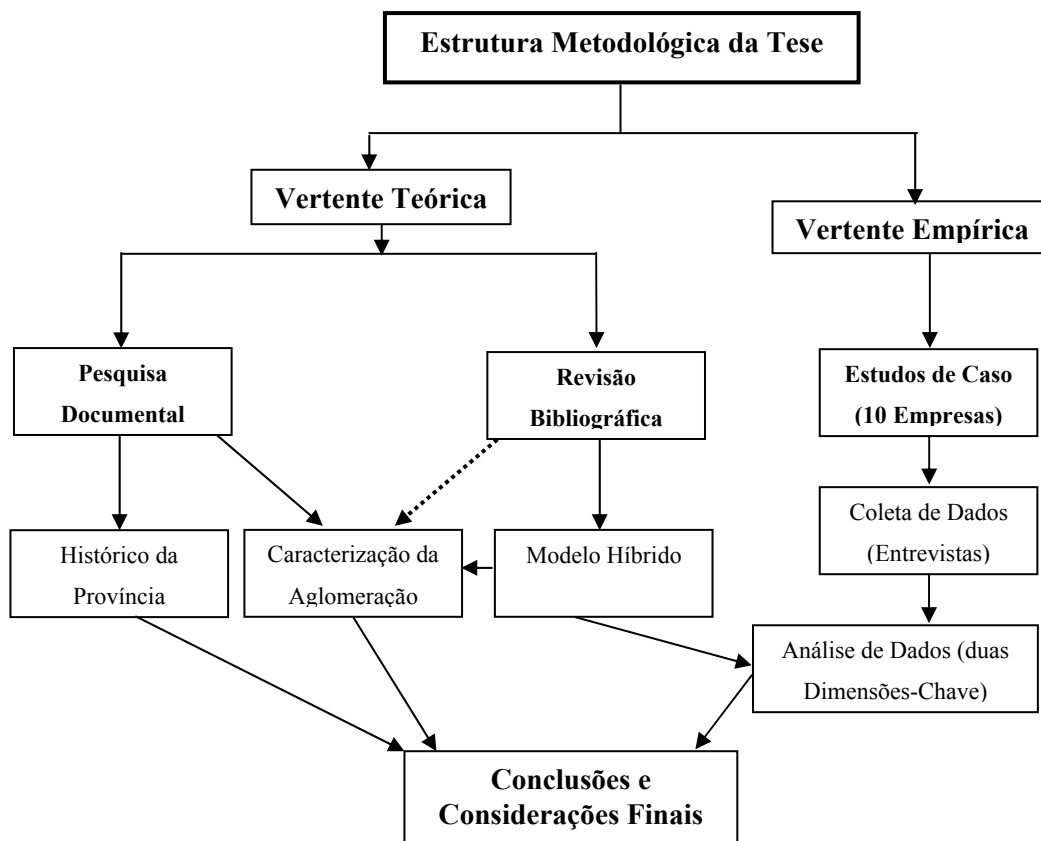 Estrutura Metodológica da Tese
Vertente Teórica
Vertente Empírica
Pesquisa
Documental
Revisão
Bibliográfica
Estudos de Caso
(10 Empresas)
Histórico da
Província
Caracterização da
Aglomeração
Modelo Híbrido
Coleta de Dados
(Entrevistas)
Análise de Dados (duas
Dimensões-Chave)
Conclusões e
Considerações Finais